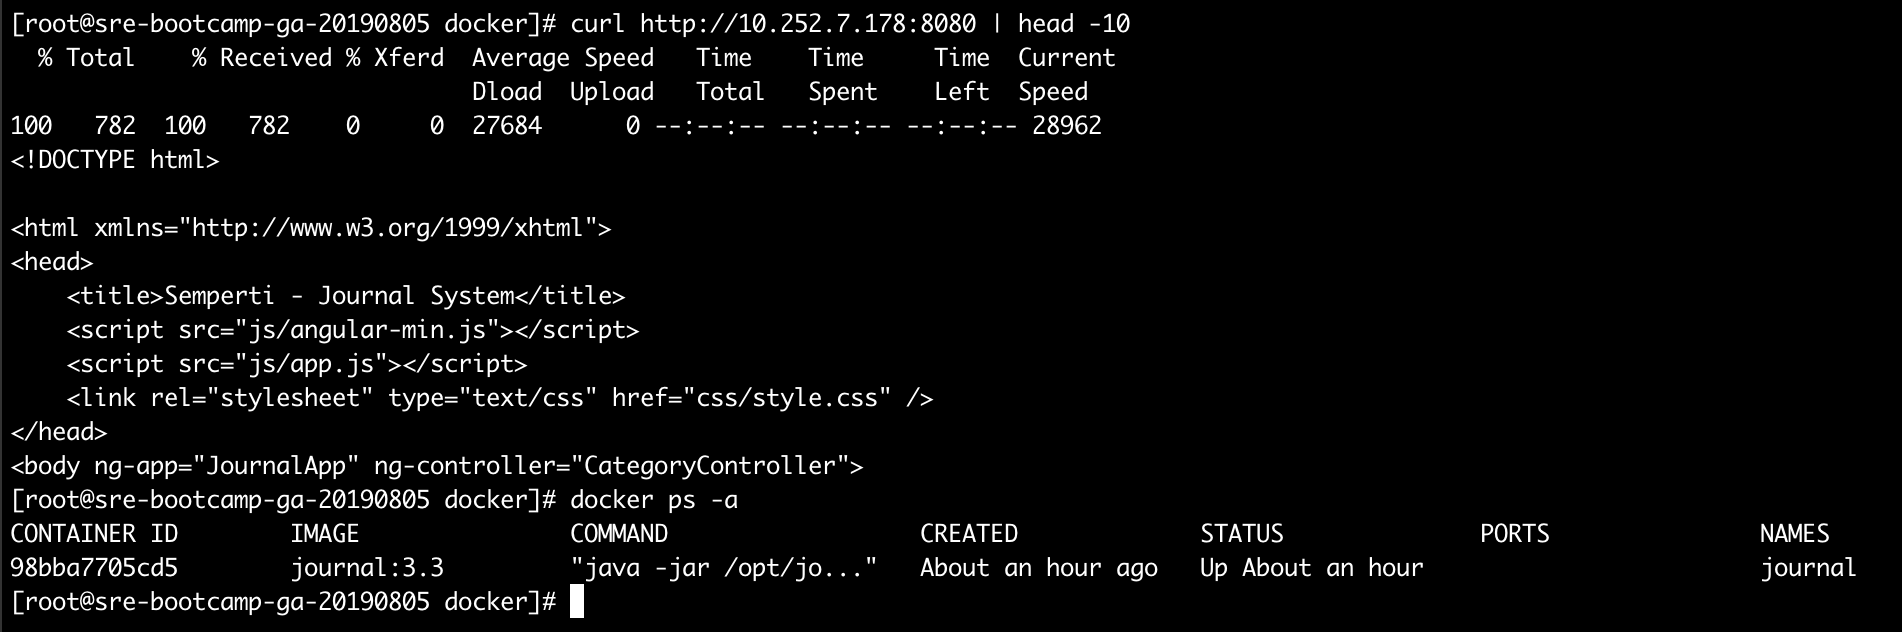 [root@sre-bootcamp-ga-20190805 docker]# curl http://10.252.7.178:8080 | head -10
  % Total    % Received % Xferd  Average Speed   Time    Time     Time  Current
                                 Dload  Upload   Total   Spent    Left  Speed
100   782  100   782    0     0  27684      0 --:--:-- --:--:-- --:--:-- 28962
<!DOCTYPE html>

<html xmlns="http://www.w3.org/1999/xhtml">
<head>
    <title>Semperti - Journal System</title>
    <script src="js/angular-min.js"></script>
    <script src="js/app.js"></script>
    <link rel="stylesheet" type="text/css" href="css/style.css" />
</head>
<body ng-app="JournalApp" ng-controller="CategoryController">
[root@sre-bootcamp-ga-20190805 docker]# docker ps -a
CONTAINER ID        IMAGE               COMMAND                  CREATED             STATUS              PORTS               NAMES
98bba7705cd5        journal:3.3         "java -jar /opt/jo..."   About an hour ago   Up About an hour                        journal
[root@sre-bootcamp-ga-20190805 docker]#